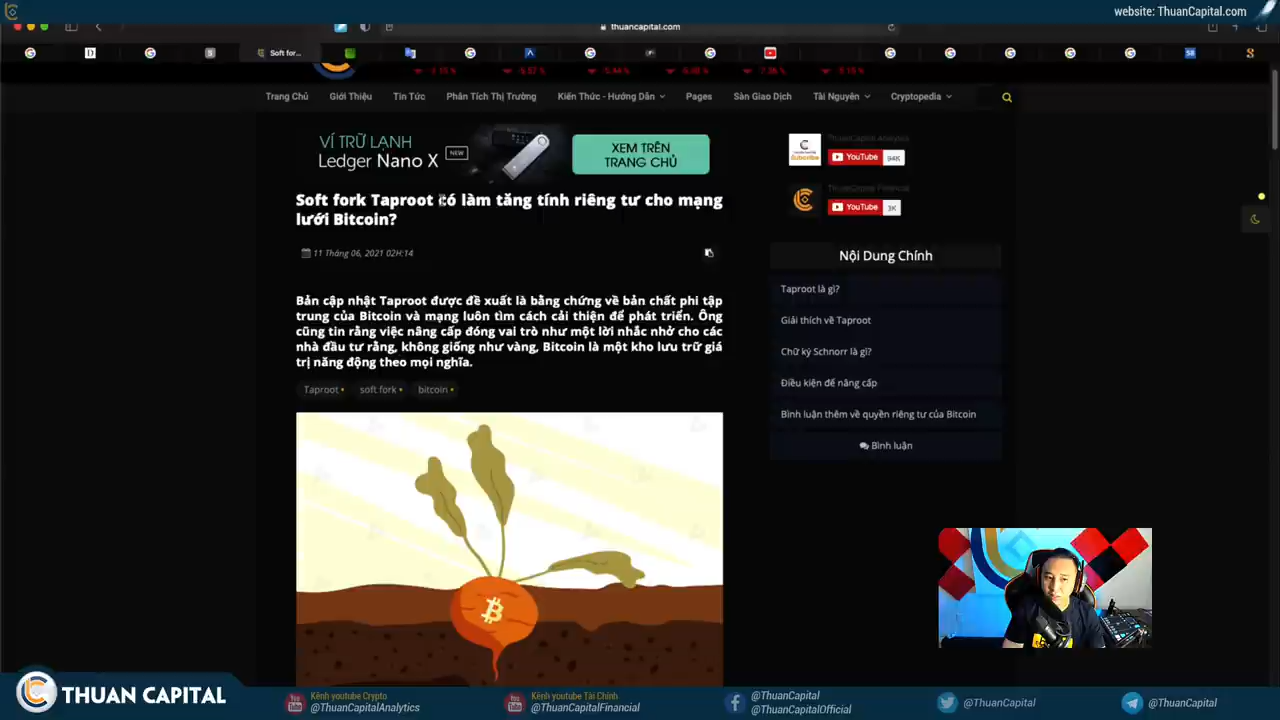 website: ThuanCapital.com
thuancapital.com
Soft for...
Trang Chủ
Giới Thiệu
Tin Tức
Phân Tích Thị Trường
Kiến Thức - Hướng Dẫn
Pages
Sàn Giao Dịch
Tài Nguyên
Cryptopedia
VÍ TRỮ LẠNH
Ledger Nano X
NEW
XEM TRÊN
TRANG CHỦ
ThuanCapital Analytics
YouTube 94K
ThuanCapital Financial
YouTube 3K
Soft fork Taproot có làm tăng tính riêng tư cho mạng
lưới Bitcoin?
11 Tháng 06, 2021 02H:14
Bản cập nhật Taproot được đề xuất là bằng chứng về bản chất phi tập
trung của Bitcoin và mạng luôn tìm cách cải thiện để phát triển. Ông
cũng tin rằng việc nâng cấp đóng vai trò như một lời nhắc nhở cho các
nhà đầu tư rằng, không giống như vàng, Bitcoin là một kho lưu trữ giá
trị năng động theo mọi nghĩa.
Taproot
soft fork
bitcoin
Nội Dung Chính
Taproot là gì?
Giải thích về Taproot
Chữ ký Schnorr là gì?
Điều kiện để nâng cấp
Bình luận thêm về quyền riêng tư của Bitcoin
Bình luận
THUAN CAPITAL
Kênh youtube Crypto
@ThuanCapitalAnalytics
Kênh youtube Tài Chính
@ThuanCapitalFinancial
@ThuanCapital
@ThuanCapitalOfficial
@ThuanCapital
@ThuanCapital